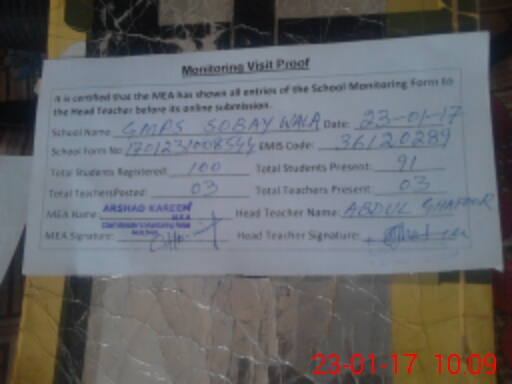 Monitoring Visit Proof
It is certified that the MEA has shown all entries of the School Monitoring Form to
the Head Teacher before its online submission.
School Name GMPS SOBAY WALA Date: 23-01-17
School Form No: EMIS Code: 36120289
Total Students Registered: 100 Total Students Present: 91
Total Teachers Posted: 03 Total Teachers Present: 03
MEA Name: ARSHAD KAREEM Head Teacher Name: ABDUL GHAFOOR
M.E.A
MEA Signature: Head Teacher Signature:
23-01-17 10:09